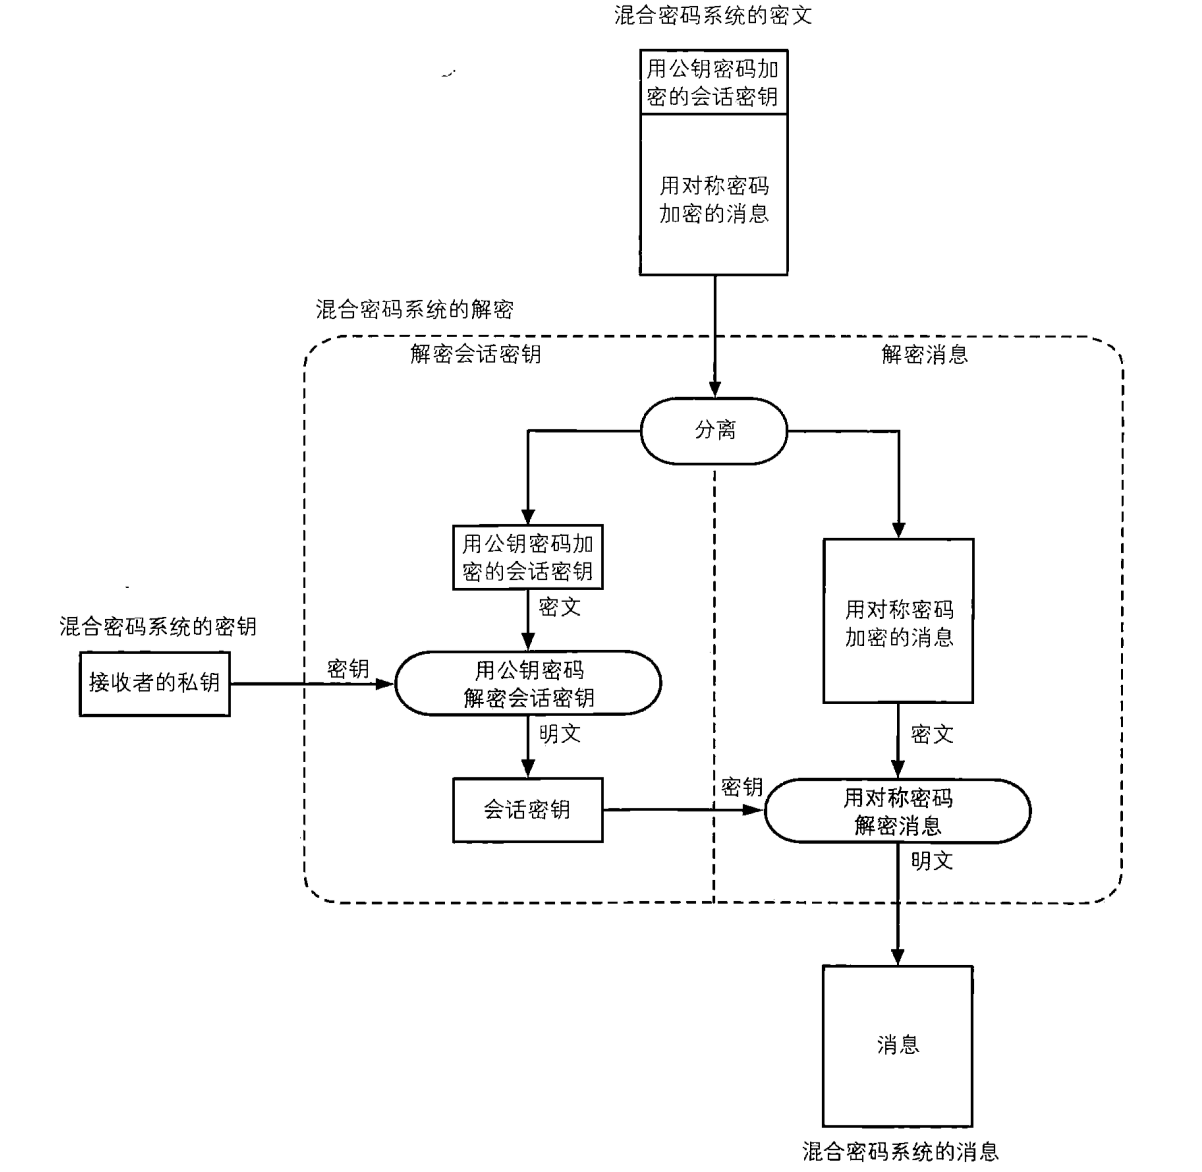 混合密码系统的密文
用公钥密码加
密的会话密钥
用对称密码
加密的消息
混合密码系统的解密
解密会话密钥
解密消息
分离
用公钥密码加
密的会话密钥
密文
用对称密码
加密的消息
混合密码系统的密钥
接收者的私钥
密钥
用公钥密码
解密会话密钥
明文
密文
会话密钥
密钥
用对称密码
解密消息
明文
消息
混合密码系统的消息